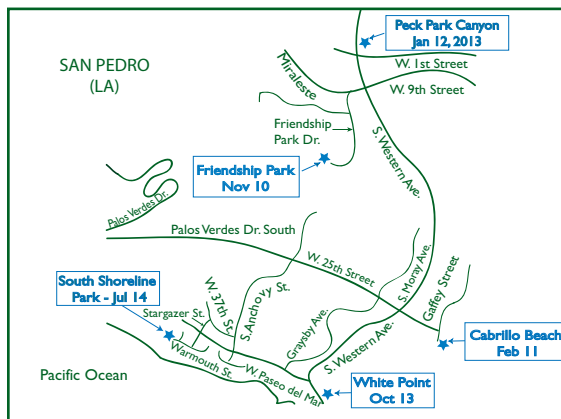 Peck Park Canyon
Jan 12, 2013
SAN PEDRO
(LA)
Miraleste
W. 1st Street
W. 9th Street
Friendship
Park Dr.
S. Western Ave.
Friendship Park
Nov 10
Palos Verdes Dr.
Palos Verdes Dr. South
W. 25th Street
S. Moray Ave.
Gaffey Street
South Shoreline
Park - Jul 14
W. 37th St.
S. Anchovy St.
Stargazer St.
Graysby Ave.
S. Western Ave.
Warmouth St.
W. Paseo del Mar
Cabrillo Beach
Feb 11
Pacific Ocean
White Point
Oct 13